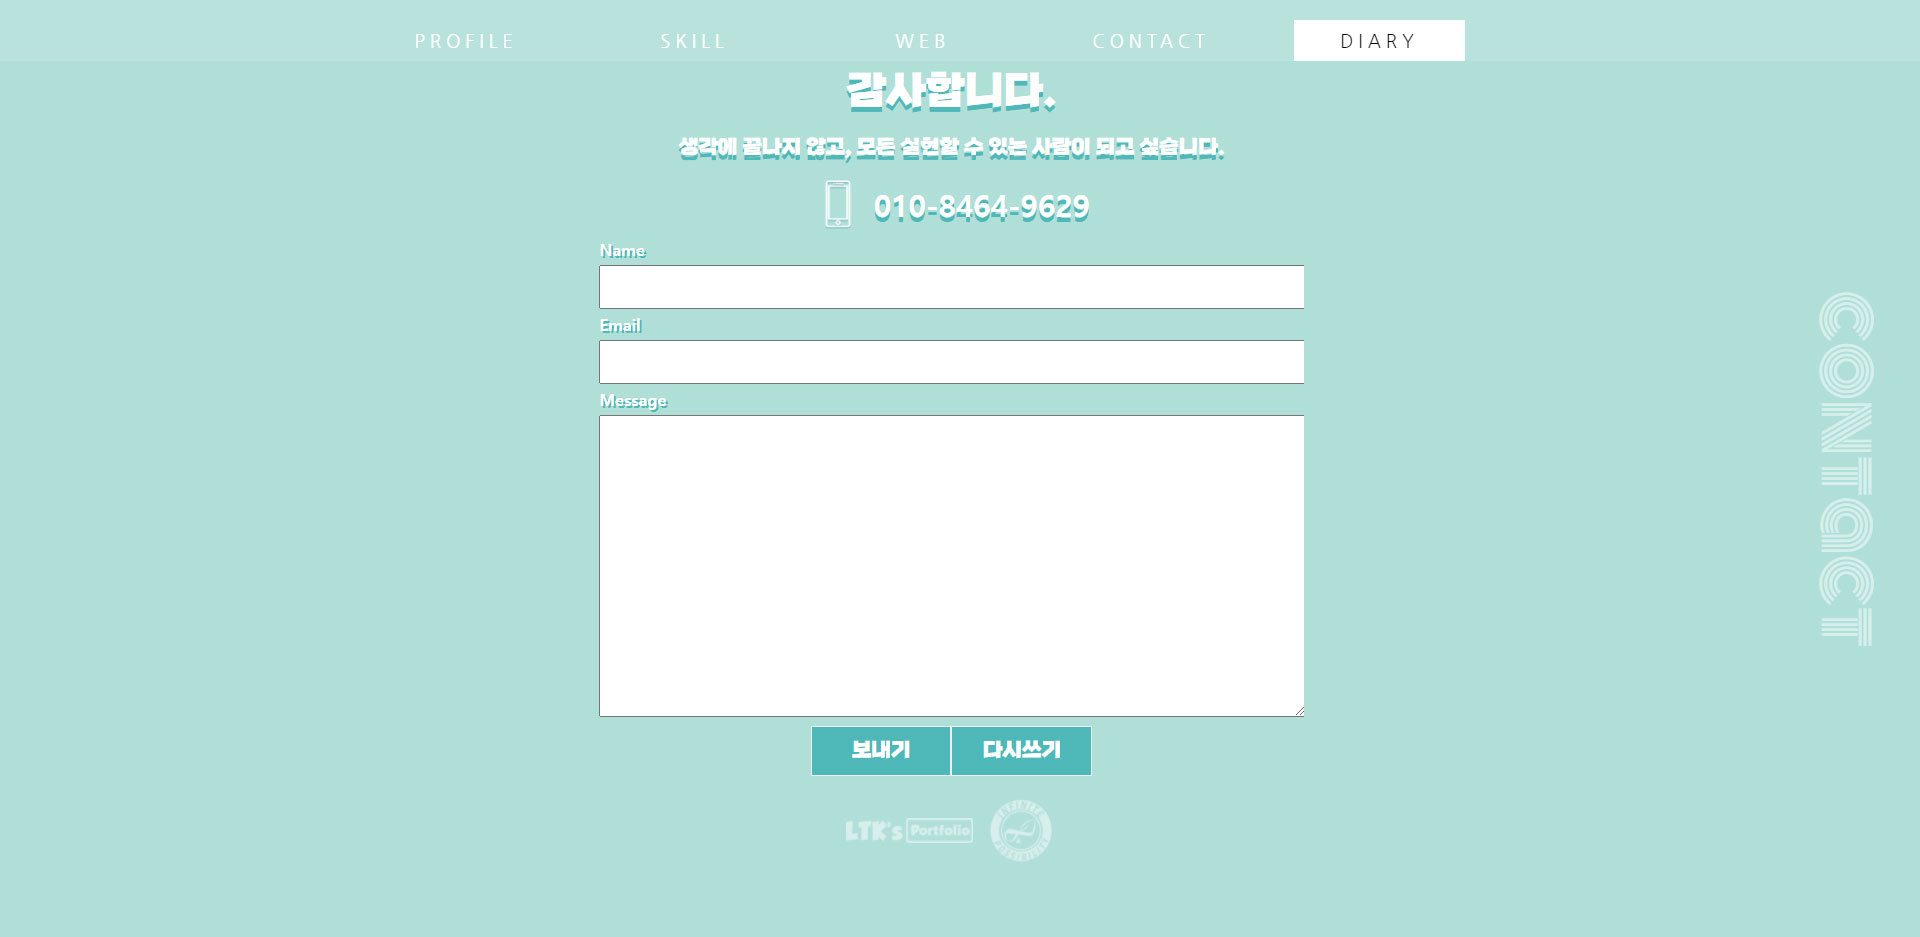 PROFILE SKILL WEB CONTACT DIARY
감사합니다.
생각에 끝나지 않고, 모든 실현할 수 있는 사람이 되고 싶습니다.
010-8464-9629
Name
Email
Message
CONTACT
보내기 다시쓰기
LTK's Portfolio
INFINITE
POSSIBILITY